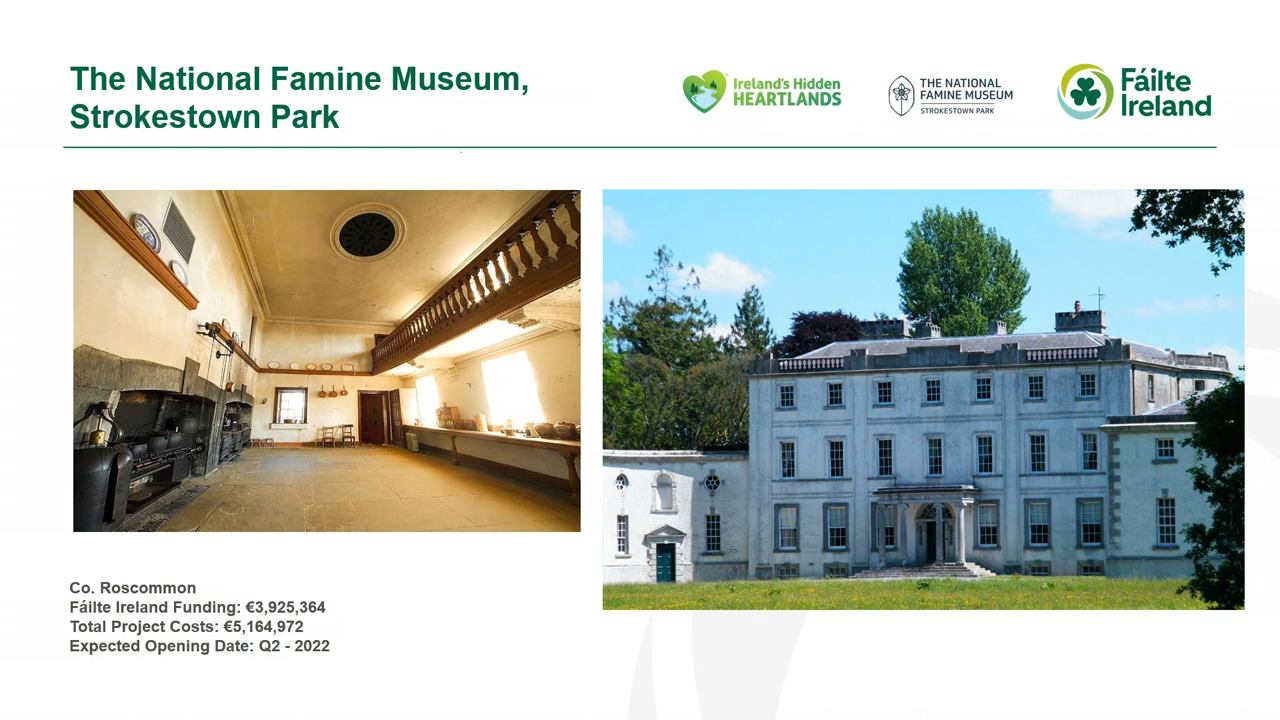 The National Famine Museum,
Strokestown Park
Ireland's Hidden
HEARTLANDS
THE NATIONAL
FAMINE MUSEUM
STROKESTOWN PARK
Fáilte
Ireland
Co. Roscommon
Fáilte Ireland Funding: €3,925,364
Total Project Costs: €5,164,972
Expected Opening Date: Q2 - 2022